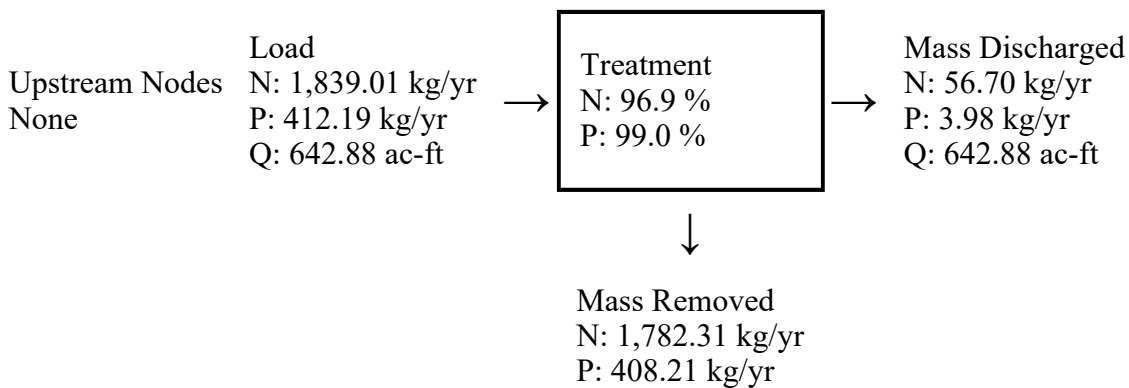 Upstream Nodes
None
Load
N: 1,839.01 kg/yr
P: 412.19 kg/yr
Q: 642.88 ac-ft
→
Treatment
N: 96.9 %
P: 99.0 %
→
Mass Discharged
N: 56.70 kg/yr
P: 3.98 kg/yr
Q: 642.88 ac-ft
↓
Mass Removed
N: 1,782.31 kg/yr
P: 408.21 kg/yr